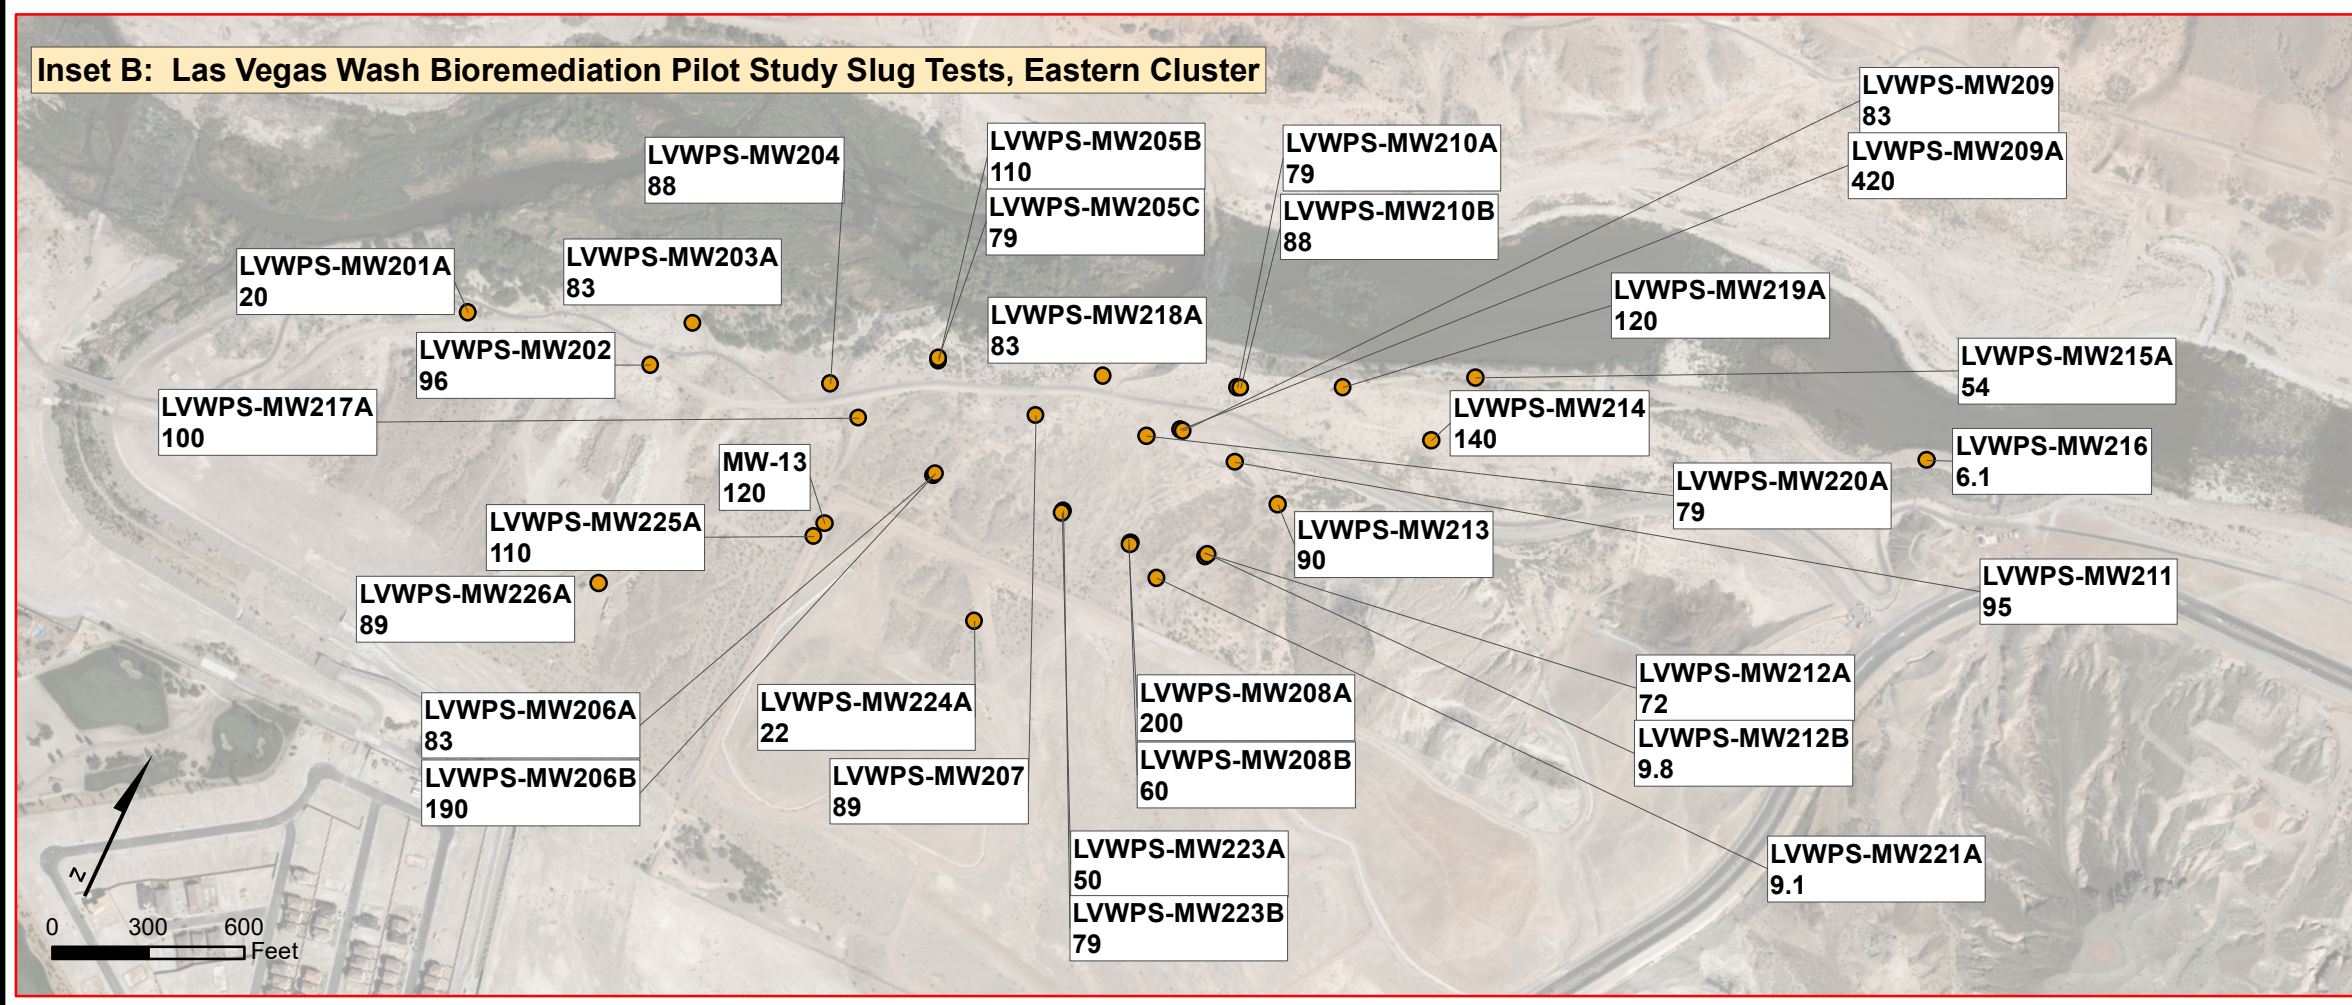 Inset B:  Las Vegas Wash Bioremediation Pilot Study Slug Tests, Eastern Cluster
LVWPS-MW209
83
LVWPS-MW209A
420
LVWPS-MW204
88
LVWPS-MW205B
110
LVWPS-MW205C
79
LVWPS-MW210A
79
LVWPS-MW210B
88
LVWPS-MW201A
20
LVWPS-MW203A
83
LVWPS-MW202
96
LVWPS-MW218A
83
LVWPS-MW219A
120
LVWPS-MW215A
54
LVWPS-MW217A
100
LVWPS-MW214
140
MW-13
120
LVWPS-MW216
6.1
LVWPS-MW220A
79
LVWPS-MW225A
110
LVWPS-MW213
90
LVWPS-MW226A
89
LVWPS-MW211
95
LVWPS-MW206A
83
LVWPS-MW206B
190
LVWPS-MW224A
22
LVWPS-MW207
89
LVWPS-MW208A
200
LVWPS-MW208B
60
LVWPS-MW212A
72
LVWPS-MW212B
9.8
LVWPS-MW223A
50
LVWPS-MW223B
79
LVWPS-MW221A
9.1
N
0 300 600
Feet